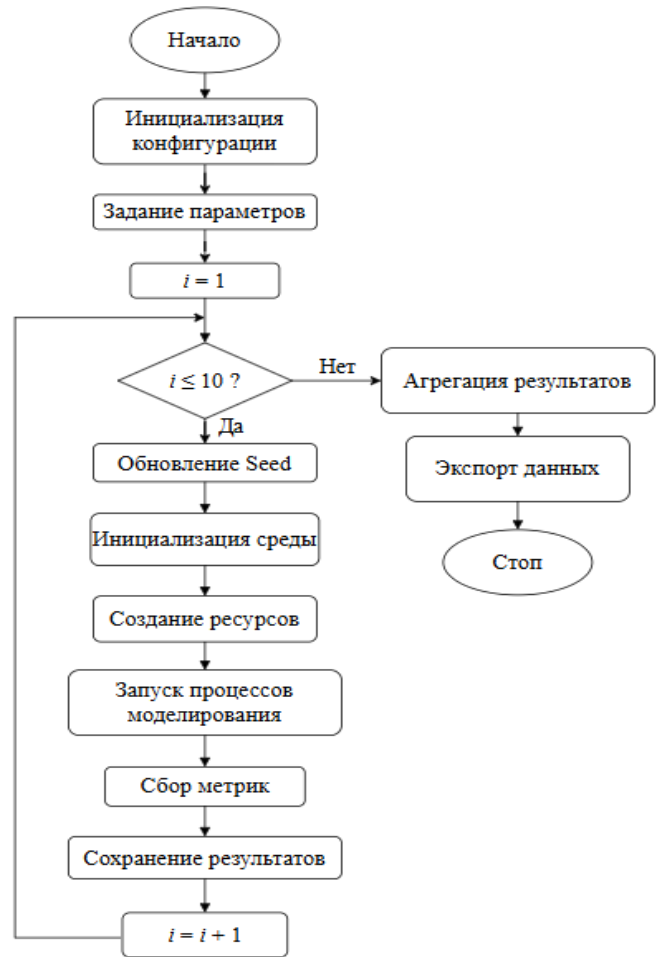 Начало
Инициализация
конфигурации
Задание параметров
i = 1
i ≤ 10 ?
Нет
Да
Агрегация результатов
Экспорт данных
Стоп
Обновление Seed
Инициализация среды
Создание ресурсов
Запуск процессов
моделирования
Сбор метрик
Сохранение результатов
i = i + 1